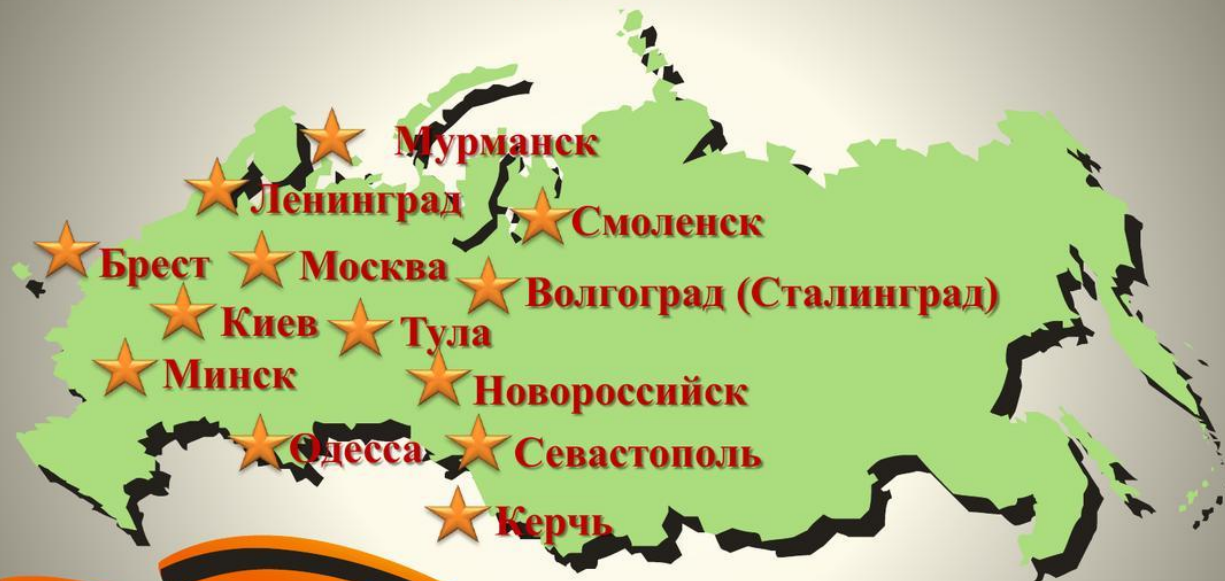 Мурманск
Ленинград
Смоленск
Брест
Москва
Волгоград (Сталинград)
Киев
Тула
Минск
Новороссийск
Одесса
Севастополь
Керчь